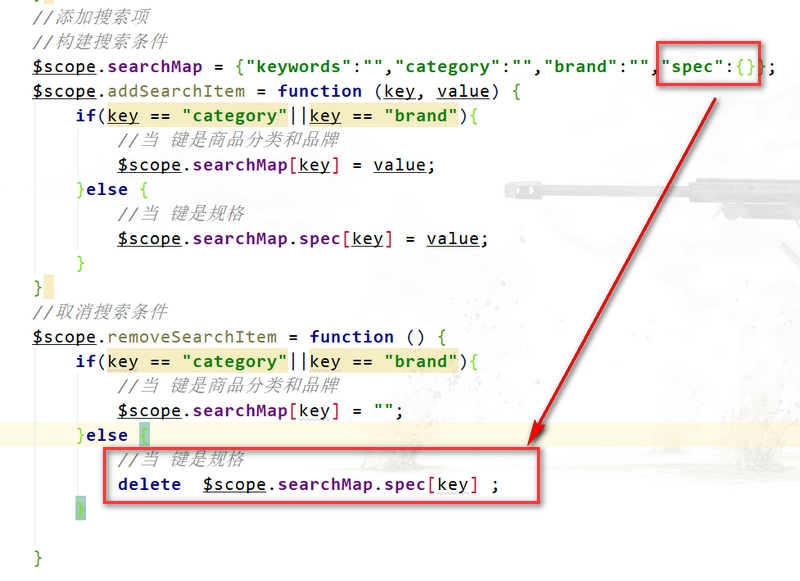 //添加搜索项
//构建搜索条件
$scope.searchMap = {"keywords":"","category":"","brand":"","spec":{}};
$scope.addSearchItem = function (key, value) {
if(key == "category"||key == "brand"){
//当 键是商品分类和品牌
$scope.searchMap[key] = value;
}else {
//当 键是规格
$scope.searchMap.spec[key] = value;
}
}
//取消搜索条件
$scope.removeSearchItem = function () {
if(key == "category"||key == "brand"){
//当 键是商品分类和品牌
$scope.searchMap[key] = "";
}else {
//当 键是规格
delete  $scope.searchMap.spec[key] ;
}
}